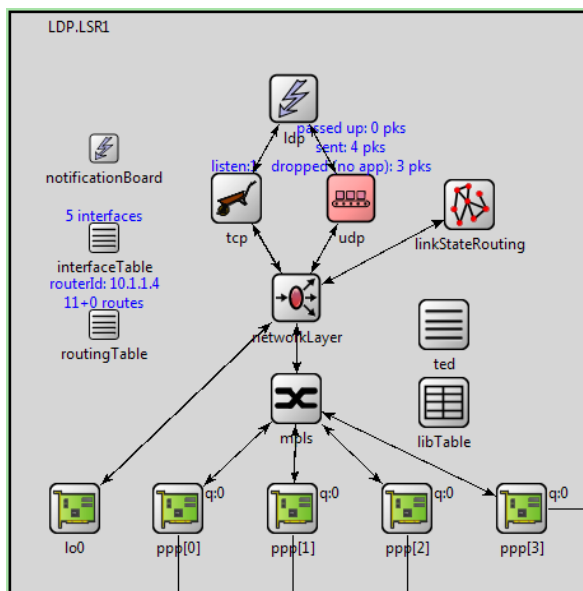 LDP.LSR1
ldp
passed up: 0 pks
sent: 4 pks
dropped (no app): 3 pks
listen:1
notificationBoard
5 interfaces
tcp
udp
linkStateRouting
interfaceTable
routerId: 10.1.1.4
11+0 routes
routingTable
networkLayer
ted
mpls
libTable
q:0
q:0
q:0
q:0
lo0
ppp[0]
ppp[1]
ppp[2]
ppp[3]